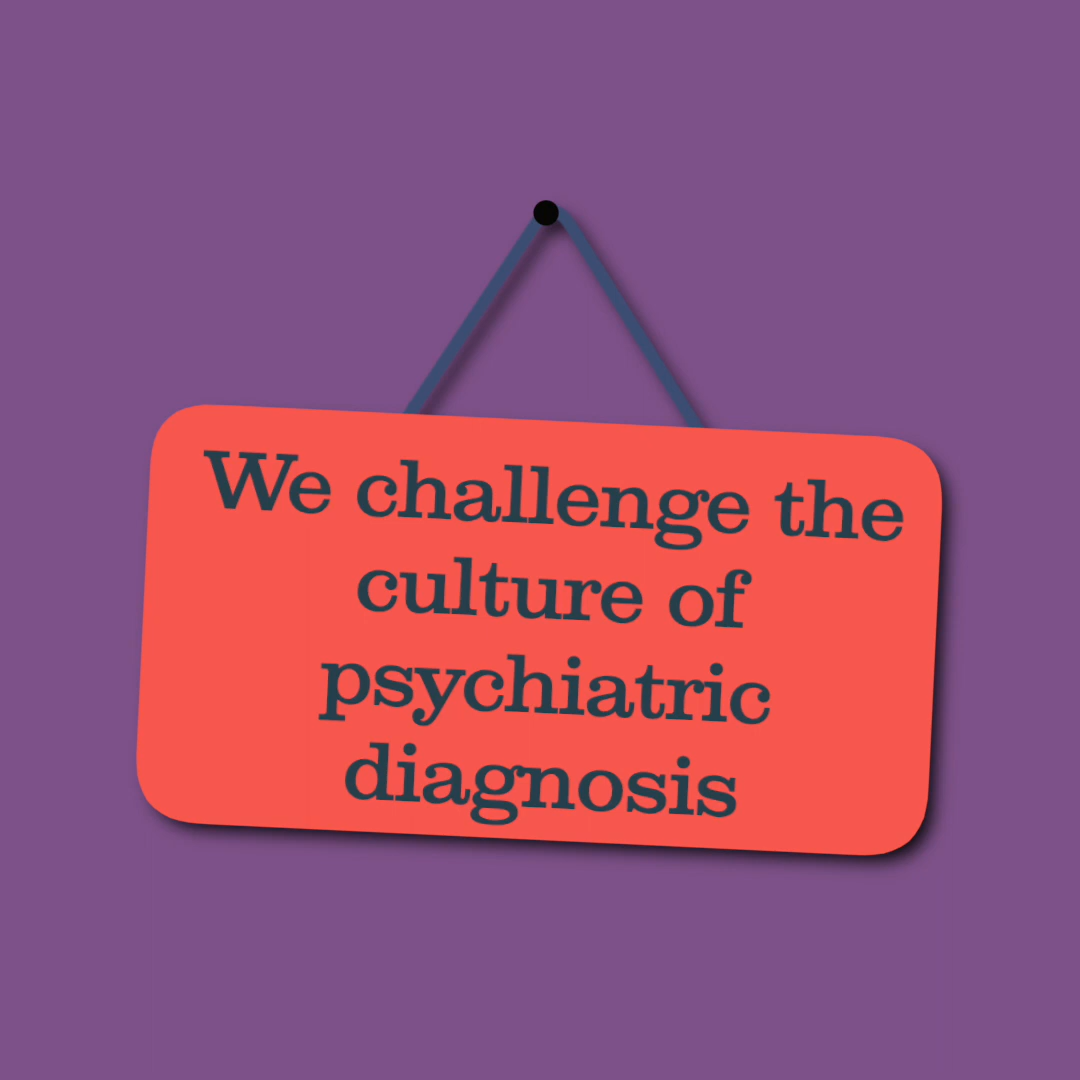 We challenge the
culture of
psychiatric
diagnosis